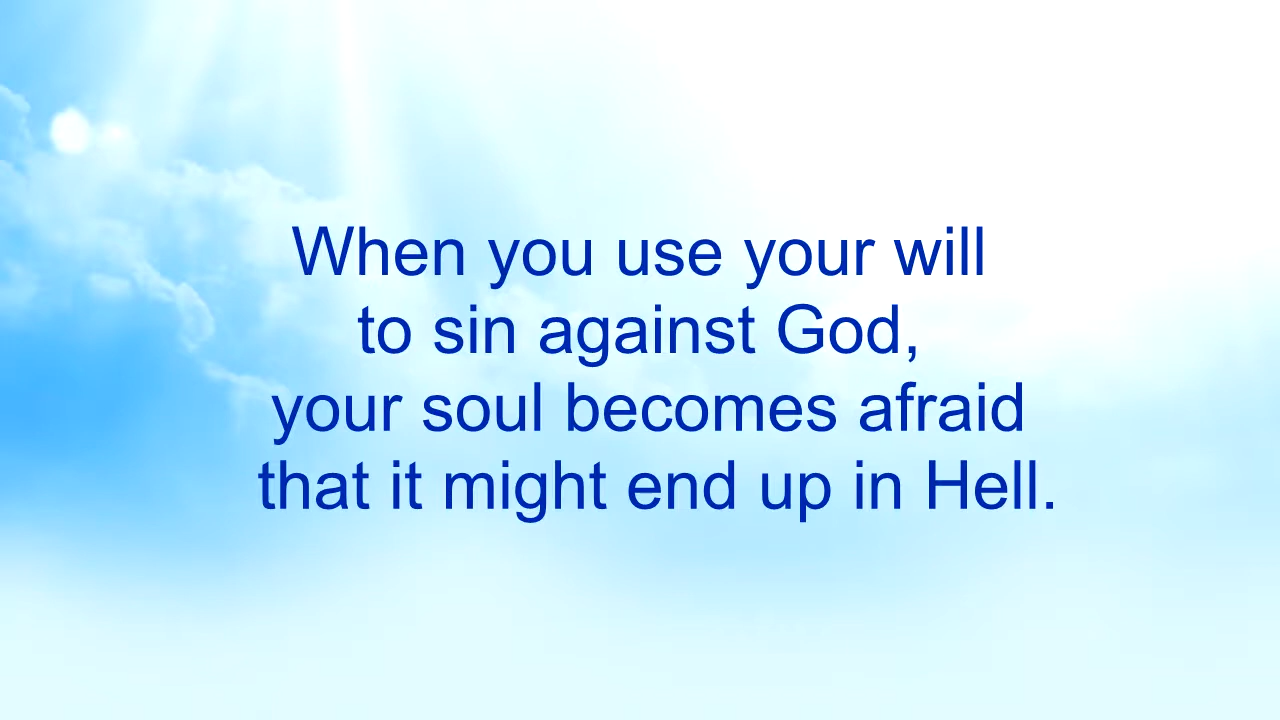 When you use your will
to sin against God,
your soul becomes afraid
that it might end up in Hell.